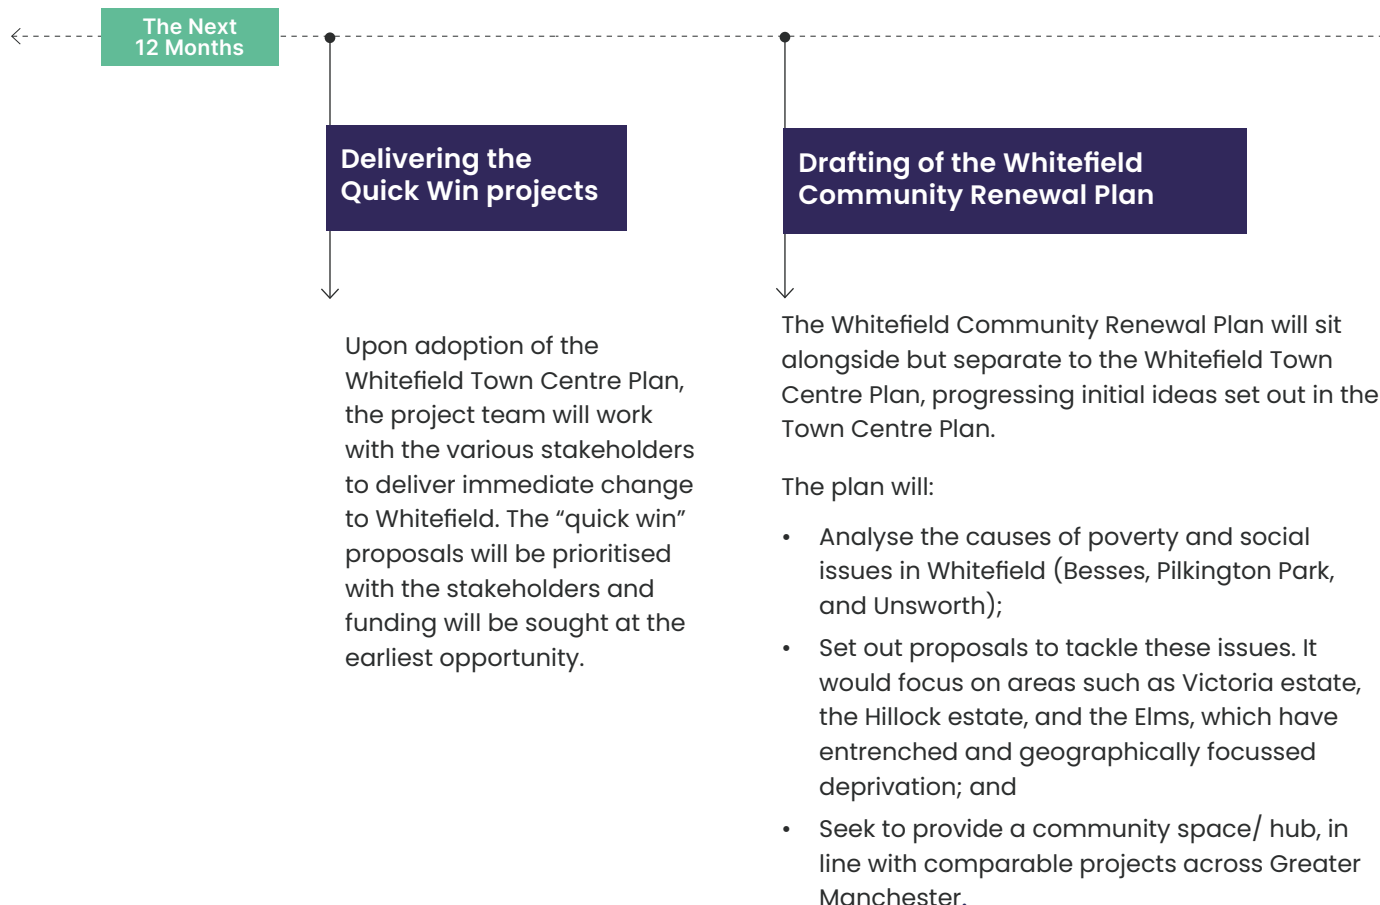 The Next
12 Months
Delivering the
Quick Win projects
Upon adoption of the
Whitefield Town Centre Plan,
the project team will work
with the various stakeholders
to deliver immediate change
to Whitefield. The “quick win”
proposals will be prioritised
with the stakeholders and
funding will be sought at the
earliest opportunity.
Drafting of the Whitefield
Community Renewal Plan
The Whitefield Community Renewal Plan will sit
alongside but separate to the Whitefield Town
Centre Plan, progressing initial ideas set out in the
Town Centre Plan.
The plan will:
• Analyse the causes of poverty and social
issues in Whitefield (Besses, Pilkington Park,
and Unsworth);
• Set out proposals to tackle these issues. It
would focus on areas such as Victoria estate,
the Hillock estate, and the Elms, which have
entrenched and geographically focussed
deprivation; and
• Seek to provide a community space/ hub, in
line with comparable projects across Greater
Manchester.